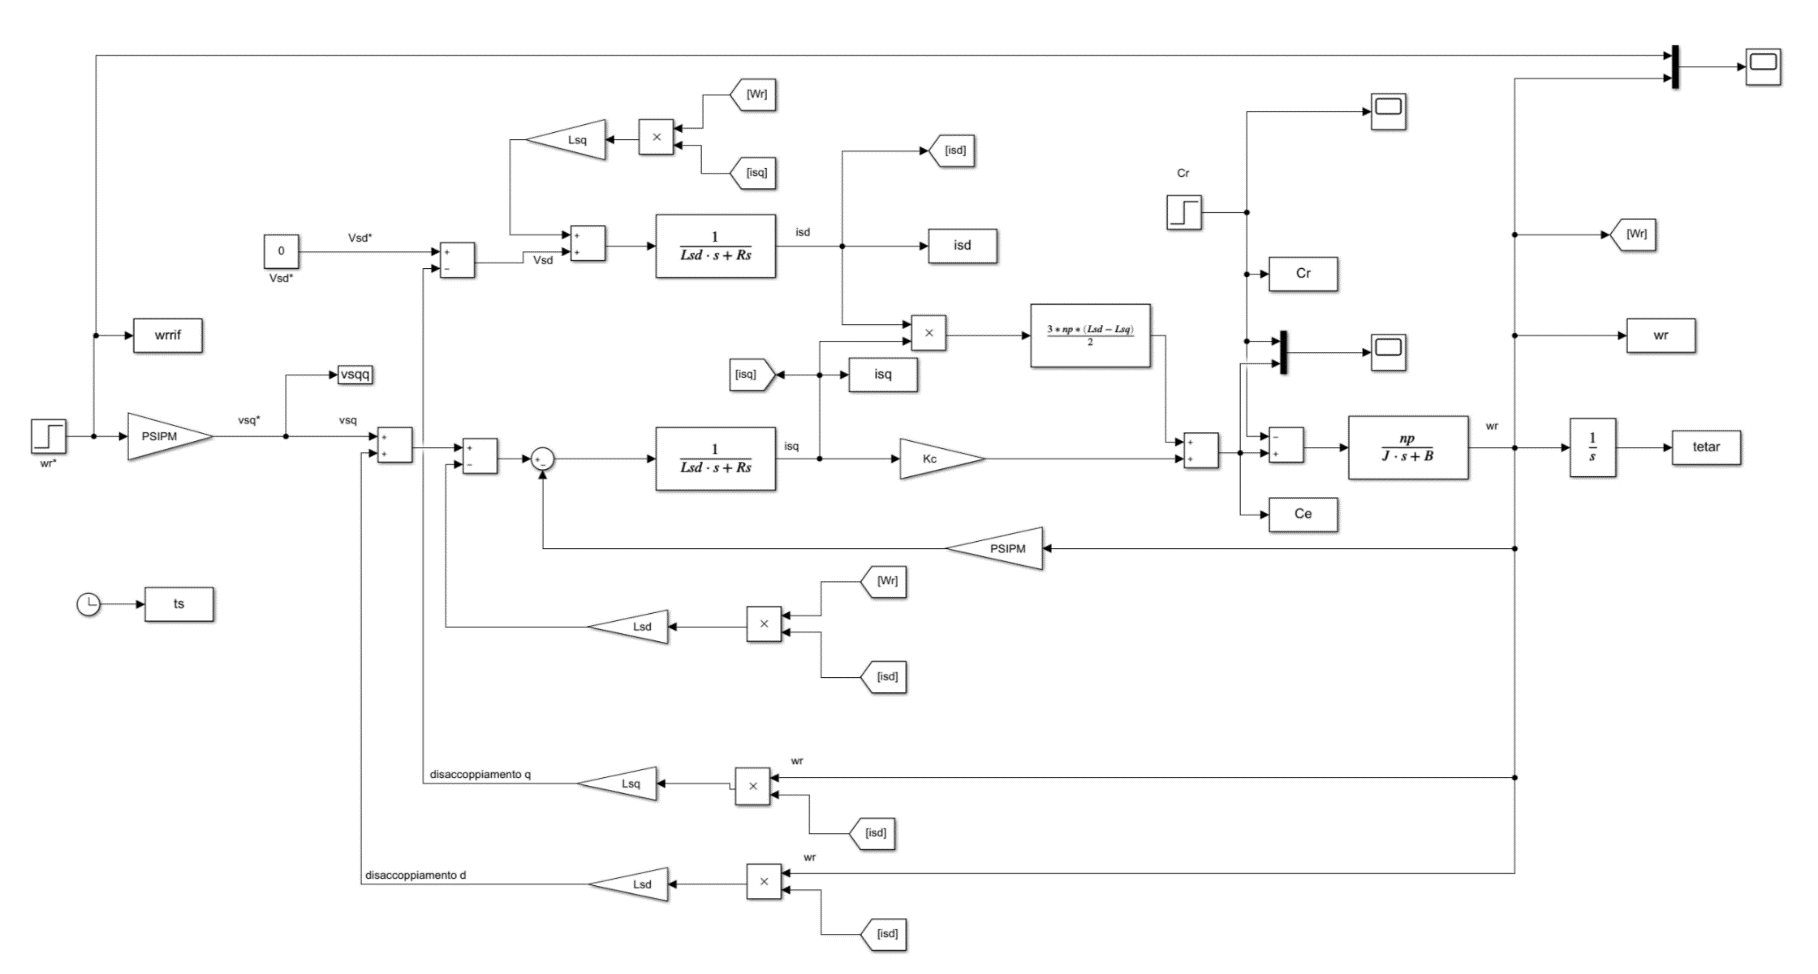 [Wr]
Lsq
×
[isq]
[isd]
Cr
Vsd*
0
Vsd*
+
−
Vsd
+
+
1
Lsd · s + Rs
isd
isd
[Wr]
Cr
wrrif
×
3 * np * (Lsd − Lsq)
2
wr
vsqq
[isq]
isq
wr*
PSIPM
vsq*
vsq
+
+
+
−
+
−
1
Lsd · s + Rs
isq
Kc
+
+
−
+
np
J · s + B
wr
1
s
tetar
Ce
PSIPM
ts
[Wr]
Lsd
×
[isd]
disaccoppiamento q
Lsq
×
wr
[isd]
disaccoppiamento d
Lsd
×
wr
[isd]